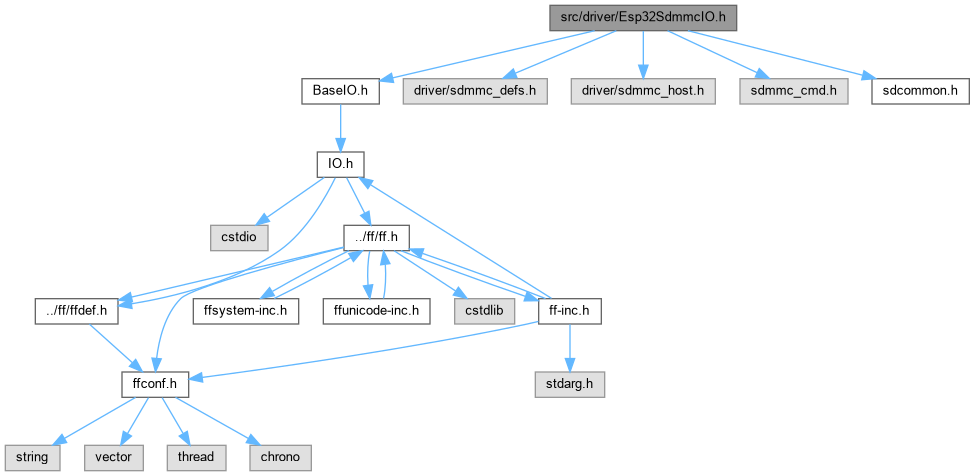 src/driver/Esp32SdmmcIO.h
BaseIO.h
driver/sdmmc_defs.h
driver/sdmmc_host.h
sdmmc_cmd.h
sdcommon.h
IO.h
cstdio
../ff/ff.h
../ff/ffdef.h
ffsystem-inc.h
ffunicode-inc.h
cstdlib
ff-inc.h
ffconf.h
stdarg.h
string
vector
thread
chrono